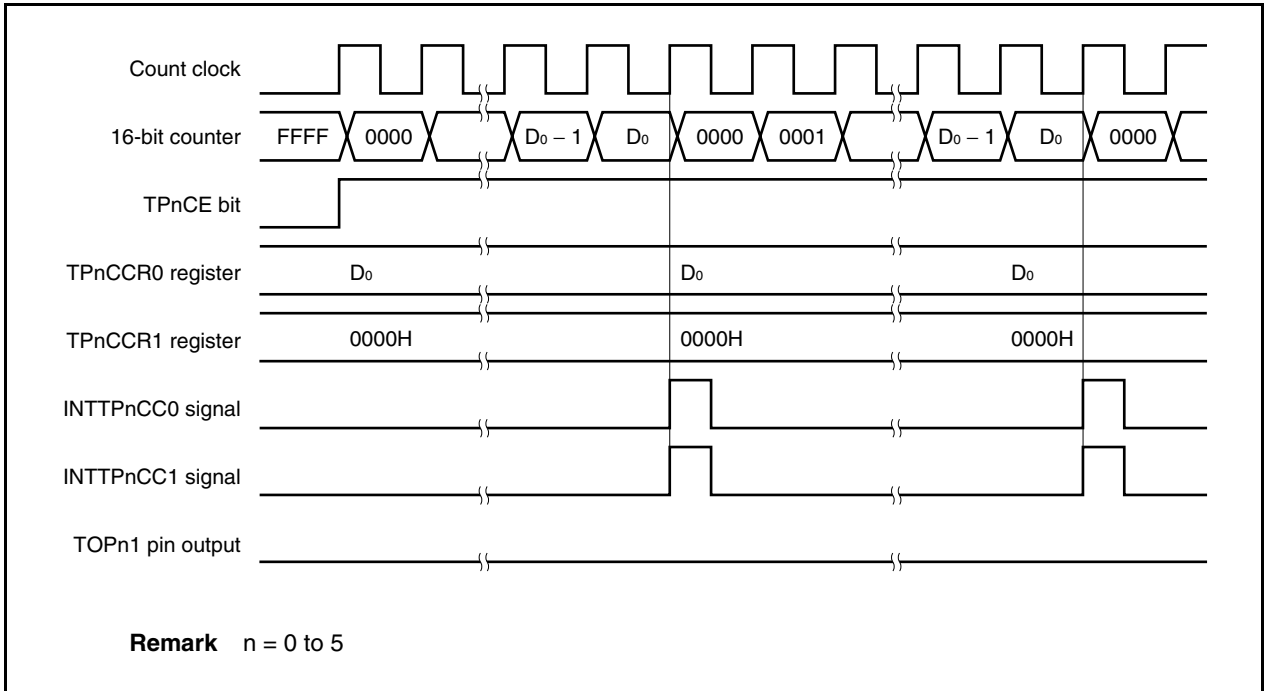 Count clock
16-bit counter FFFF 0000 D0 − 1 D0 0000 0001 D0 − 1 D0 0000
TPnCE bit
TPnCCR0 register D0 D0 D0
TPnCCR1 register 0000H 0000H 0000H
INTTPnCC0 signal
INTTPnCC1 signal
TOPn1 pin output
Remark n = 0 to 5